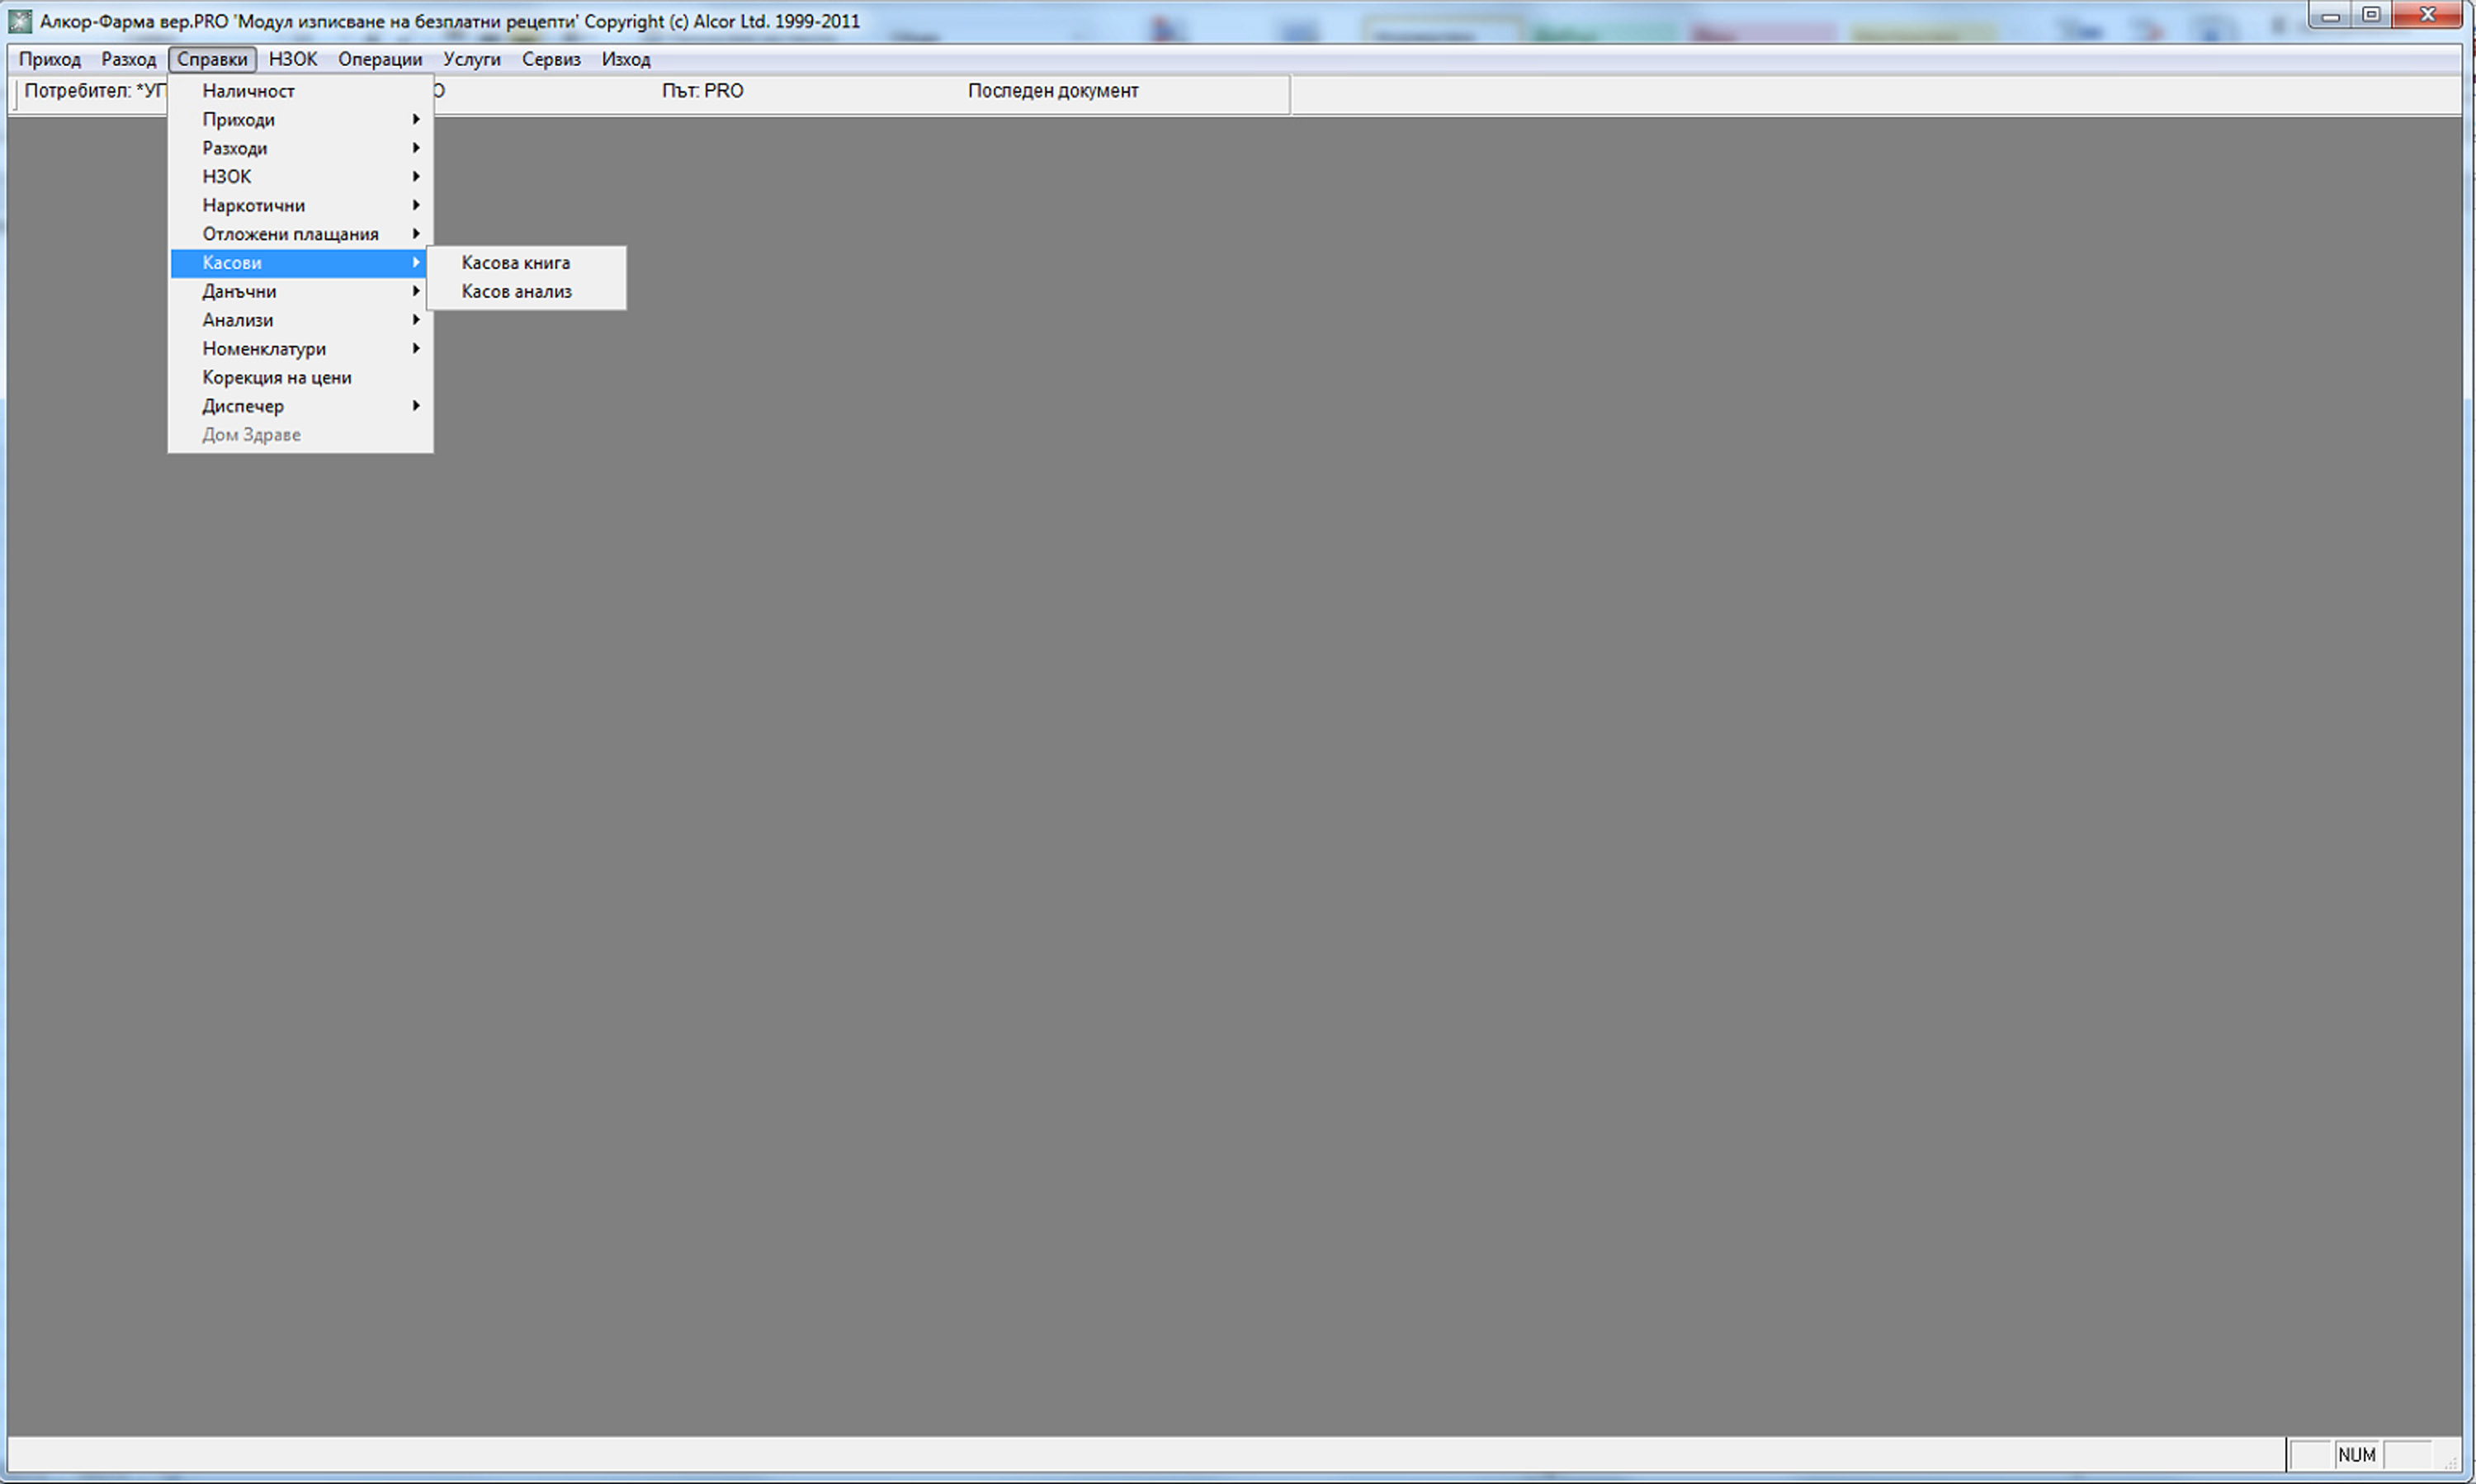 Алкор-Фарма вер.PRO 'Модул изписване на безплатни рецепти' Copyright (c) Alcor Ltd. 1999-2011
Приход Разход Справки НЗОК Операции Услуги Сервиз Изход
Потребител: Път: PRO Последен документ
Наличност
Приходи
Разходи
НЗОК
Наркотични
Отложени плащания
Касови
Данъчни
Анализи
Номенклатури
Корекция на цени
Диспечер
Дом Здраве
Касова книга
Касов анализ
NUM